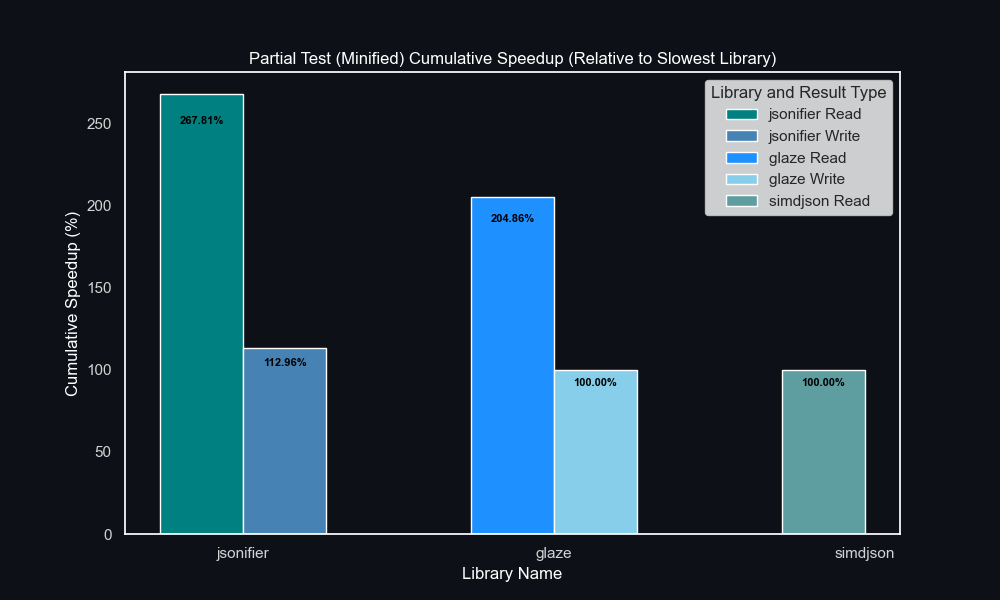 Partial Test (Minified) Cumulative Speedup (Relative to Slowest Library)
Library and Result Type
jsonifier Read
jsonifier Write
glaze Read
glaze Write
simdjson Read
Cumulative Speedup (%)
250
200
150
100
50
0
267.81%
112.96%
204.86%
100.00%
100.00%
jsonifier
glaze
simdjson
Library Name